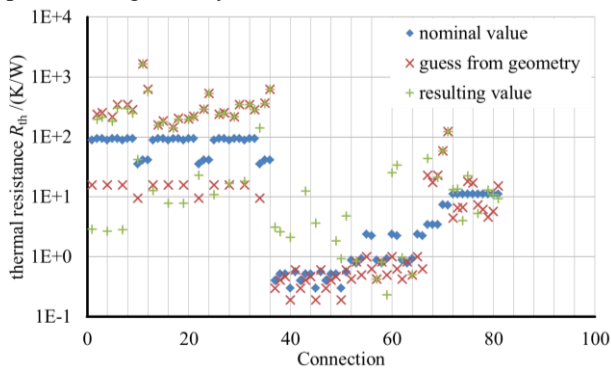 1E+4
1E+3
1E+2
1E+1
1E+0
1E-1
thermal resistance Rth /(K/W)
nominal value
guess from geometry
resulting value
0 20 40 60 80 100
Connection